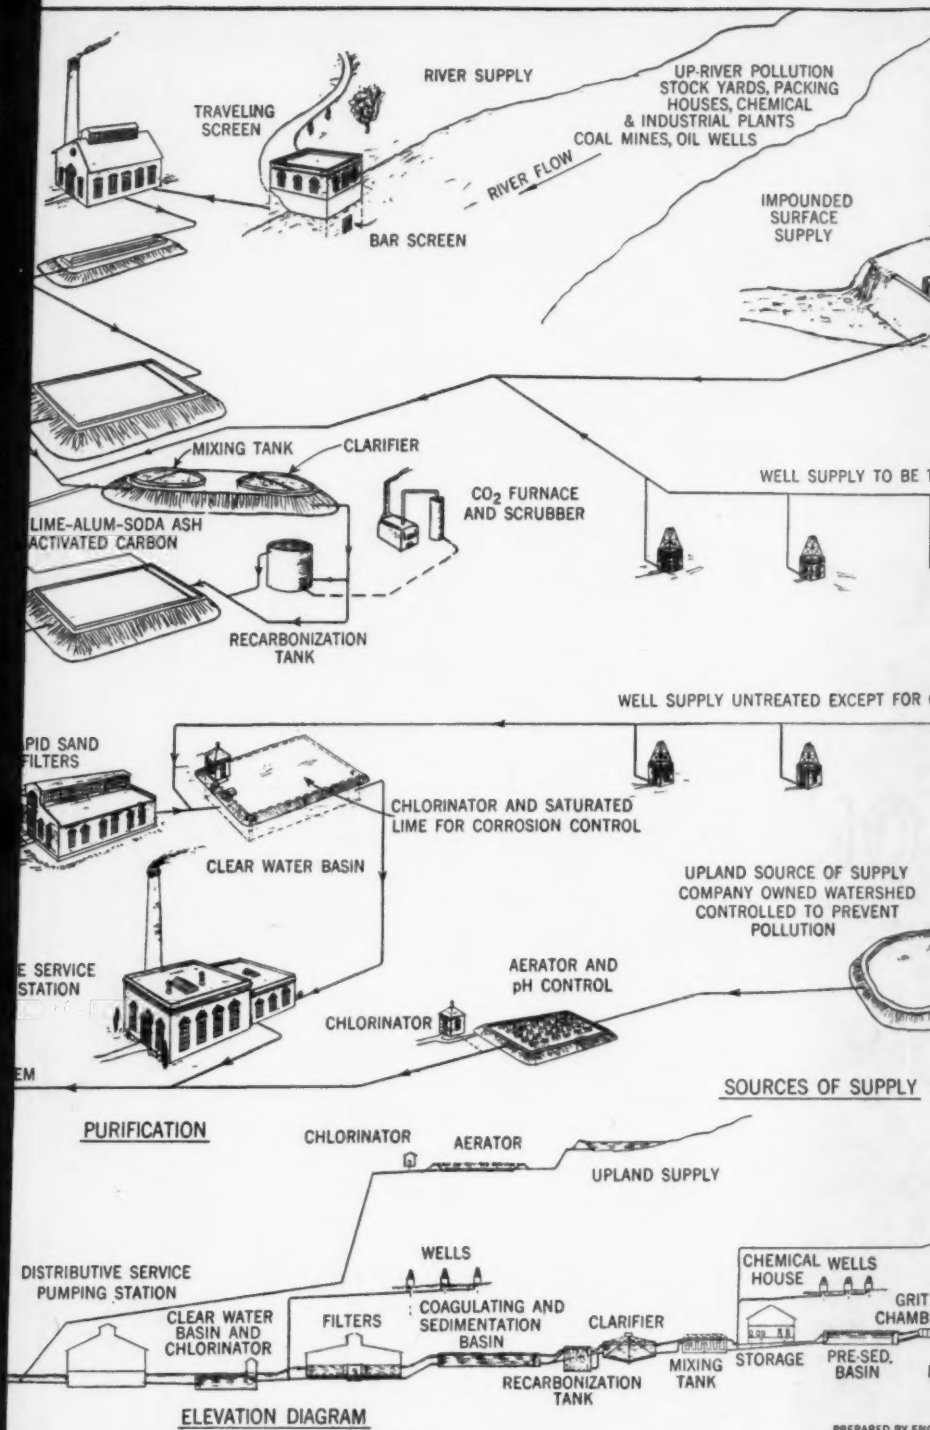 RIVER SUPPLY
UP-RIVER POLLUTION
STOCK YARDS, PACKING
HOUSES, CHEMICAL
& INDUSTRIAL PLANTS
COAL MINES, OIL WELLS
TRAVELING
SCREEN
RIVER FLOW
BAR SCREEN
IMPOUNDED
SURFACE
SUPPLY
MIXING TANK
CLARIFIER
WELL SUPPLY TO BE
CO2 FURNACE
AND SCRUBBER
LIME-ALUM-SODA ASH
ACTIVATED CARBON
RECARBONIZATION
TANK
WELL SUPPLY UNTREATED EXCEPT FOR
APID SAND
FILTERS
CHLORINATOR AND SATURATED
LIME FOR CORROSION CONTROL
CLEAR WATER BASIN
UPLAND SOURCE OF SUPPLY
COMPANY OWNED WATERSHED
CONTROLLED TO PREVENT
POLLUTION
E SERVICE
STATION
AERATOR AND
pH CONTROL
CHLORINATOR
EM
SOURCES OF SUPPLY
PURIFICATION
CHLORINATOR
AERATOR
UPLAND SUPPLY
DISTRIBUTIVE SERVICE
PUMPING STATION
WELLS
CHEMICAL
HOUSE
WELLS
GRIT
CHAMB
CLEAR WATER
BASIN AND
CHLORINATOR
FILTERS
COAGULATING AND
SEDIMENTATION
BASIN
CLARIFIER
RECARBONIZATION
TANK
MIXING
TANK
STORAGE
PRE-SED.
BASIN
ELEVATION DIAGRAM
PREPARED BY ENG